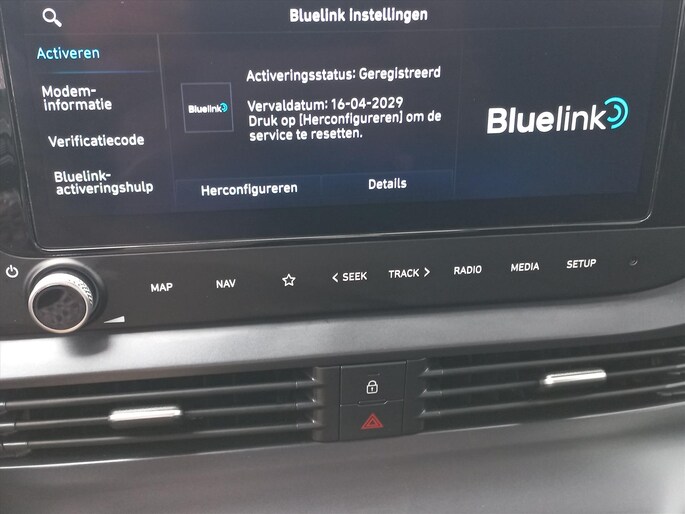 Bluelink Instellingen
Activeren
Modem-
informatie
Verificatiecode
Bluelink-
activeringshulp
Bluelink
Activeringsstatus: Geregistreerd
Vervaldatum: 16-04-2029
Druk op [Herconfigureren] om de
service te resetten.
Herconfigureren
Details
Bluelink
MAP
NAV
< SEEK
TRACK >
RADIO
MEDIA
SETUP